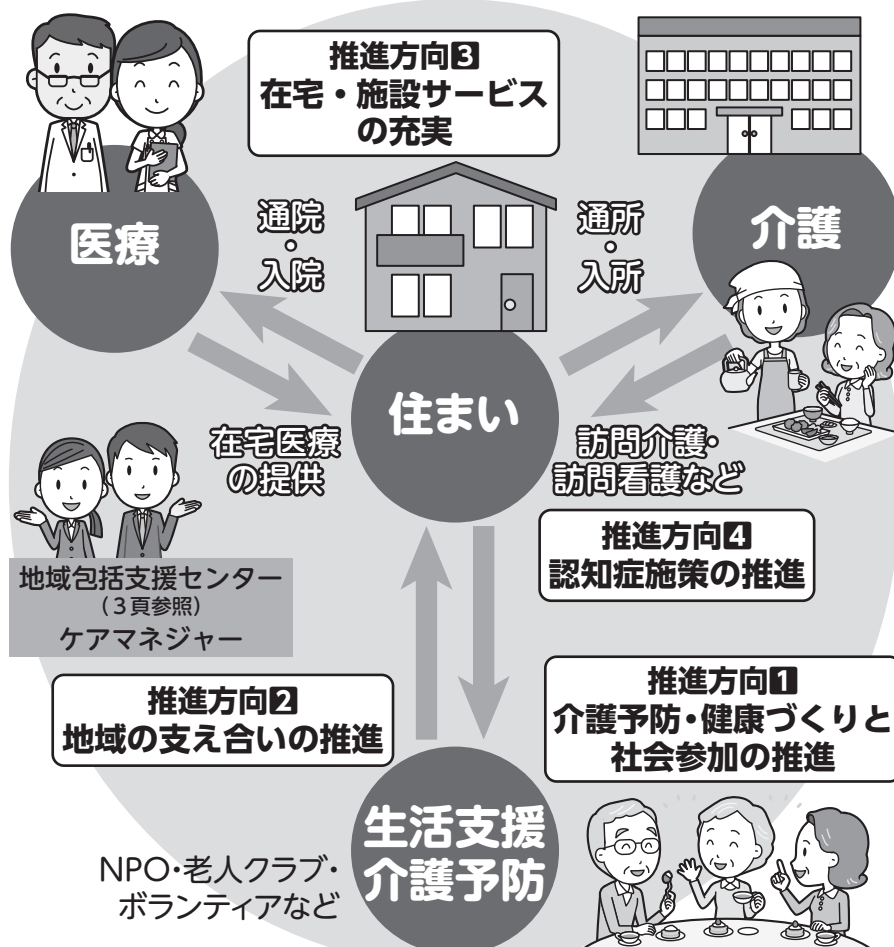 推進方向3
在宅・施設サービス
の充実
医療
通院
・
入院
通所
・
入所
介護
住まい
在宅医療
の提供
訪問介護・
訪問看護など
推進方向4
認知症施策の推進
地域包括支援センター
(3頁参照)
ケアマネジャー
推進方向2
地域の支え合いの推進
推進方向1
介護予防・健康づくりと
社会参加の推進
生活支援
介護予防
NPO・老人クラブ・
ボランティアなど